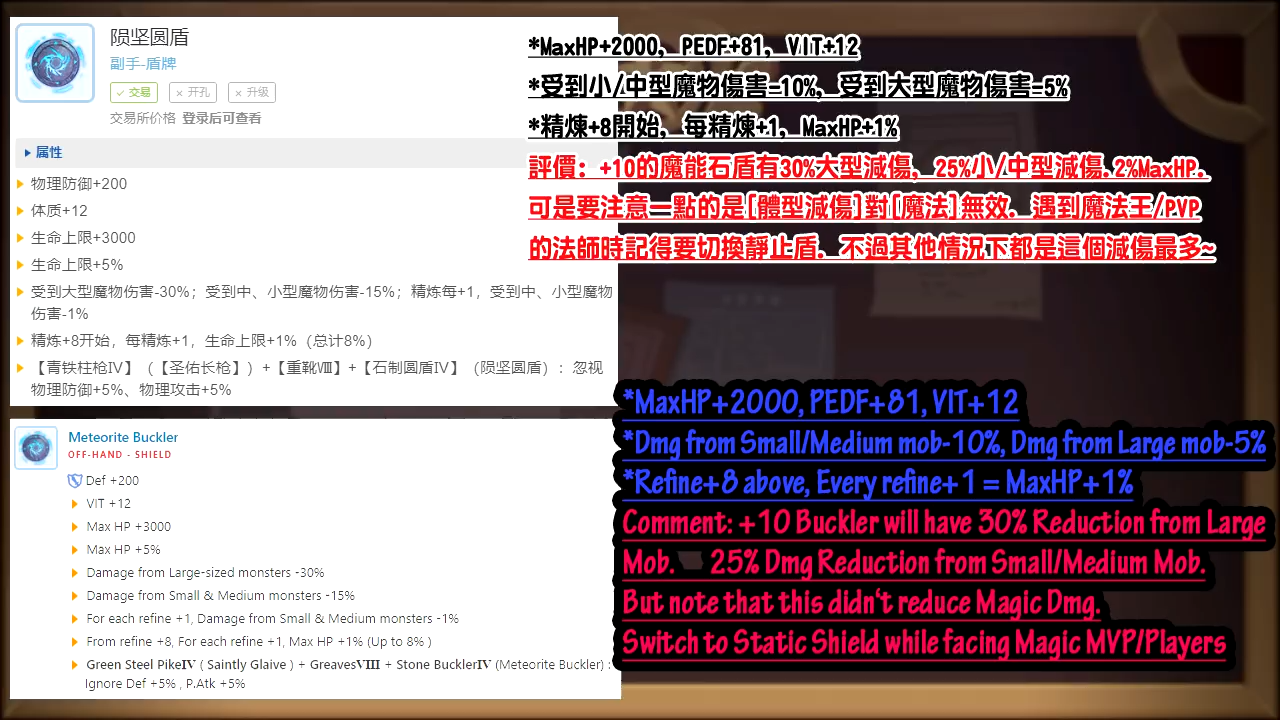 陨坚圆盾
副手-盾牌
✓ 交易 × 开孔 × 升级
交易所价格 登录后可查看
属性
物理防御+200
体质+12
生命上限+3000
生命上限+5%
受到大型魔物伤害-30%；受到中、小型魔物伤害-15%；精炼每+1，受到中、小型魔物
伤害-1%
精炼+8开始，每精炼+1，生命上限+1%（总计8%）
【青铁柱枪Ⅳ】（【圣佑长枪】）+【重靴Ⅷ】+【石制圆盾Ⅳ】（陨坚圆盾）：忽视
物理防御+5%、物理攻击+5%
*MaxHP+2000, PEDF+81, VIT+12
*受到小/中型魔物傷害-10%, 受到大型魔物傷害-5%
*精煉+8開始, 每精煉+1, MaxHP+1%
評價: +10的魔能石盾有30%大型減傷, 25%小/中型減傷.2%MaxHP.
可是要注意一點的是[體型減傷]對[魔法]無效. 遇到魔法王/PVP
的法師時記得要切換靜止盾. 不過其他情況下都是這個減傷最多~
Meteorite Buckler
OFF-HAND - SHIELD
Def +200
VIT +12
Max HP +3000
Max HP +5%
Damage from Large-sized monsters -30%
Damage from Small & Medium monsters -15%
For each refine +1, Damage from Small & Medium monsters -1%
From refine +8, For each refine +1, Max HP +1% (Up to 8% )
Green Steel PikeⅣ ( Saintly Glaive ) + GreavesⅧ + Stone BucklerⅣ (Meteorite Buckler) :
Ignore Def +5% , P.Atk +5%
*MaxHP+2000, PEDF+81, VIT+12
*Dmg from Small/Medium mob-10%, Dmg from Large mob-5%
*Refine+8 above, Every refine+1 = MaxHP+1%
Comment: +10 Buckler will have 30% Reduction from Large
Mob. 25% Dmg Reduction from Small/Medium Mob.
But note that this didn't reduce Magic Dmg.
Switch to Static Shield while facing Magic MVP/Players